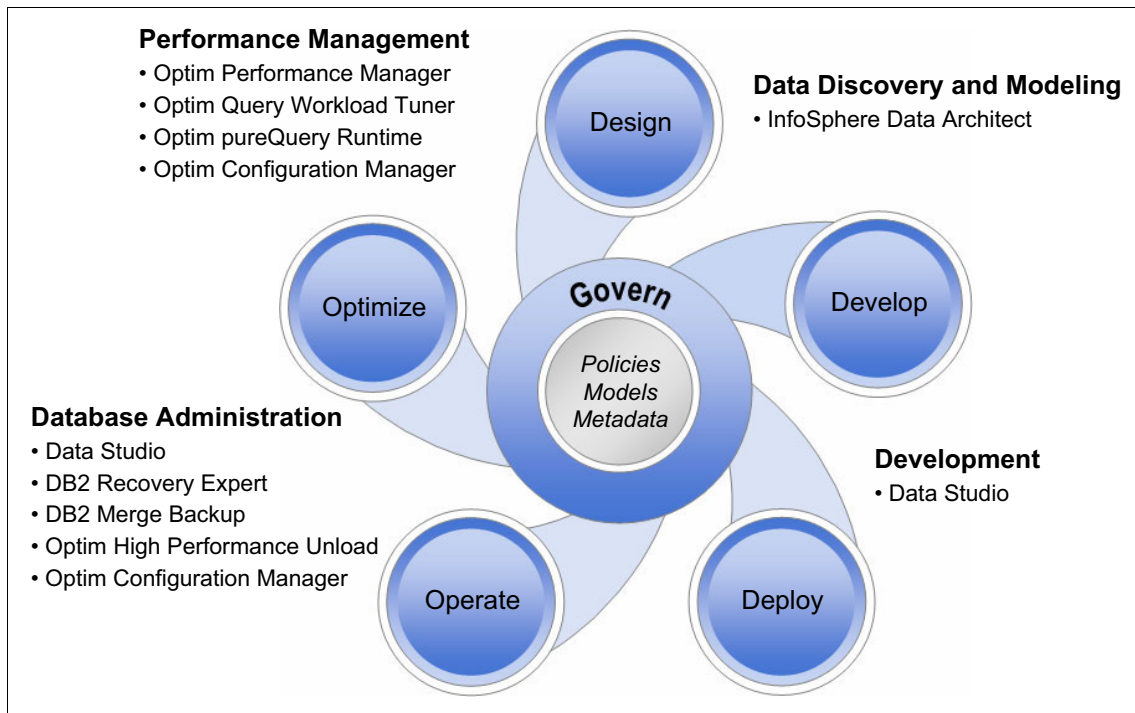 Performance Management
• Optim Performance Manager
• Optim Query Workload Tuner
• Optim pureQuery Runtime
• Optim Configuration Manager
Design
Data Discovery and Modeling
• InfoSphere Data Architect
Optimize
Govern
Develop
Policies
Models
Metadata
Database Administration
• Data Studio
• DB2 Recovery Expert
• DB2 Merge Backup
• Optim High Performance Unload
• Optim Configuration Manager
Development
• Data Studio
Operate
Deploy